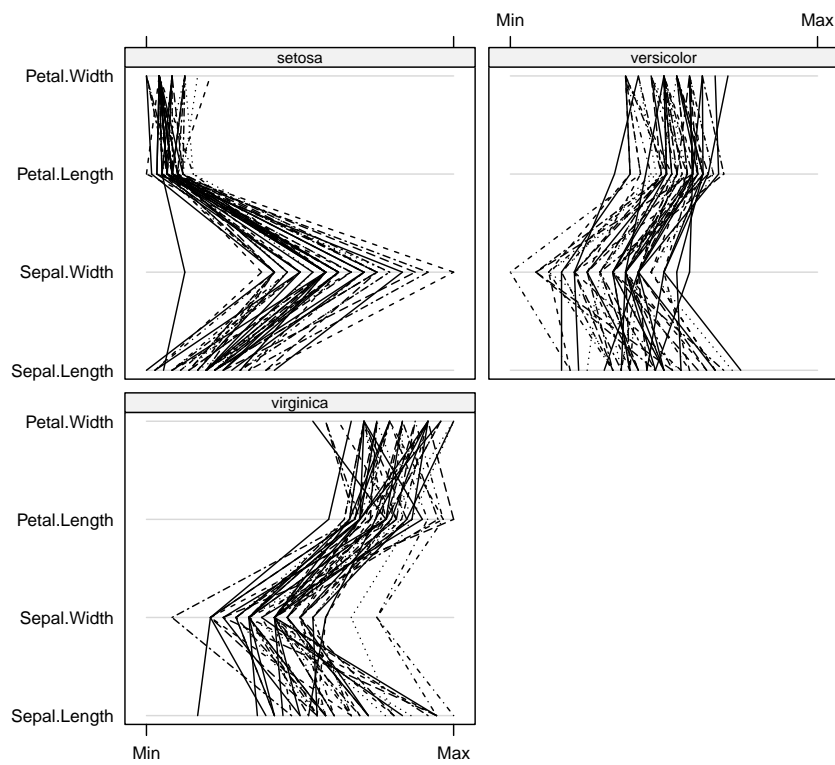 Min Max
setosa versicolor
Petal.Width
Petal.Length
Sepal.Width
Sepal.Length
virginica
Petal.Width
Petal.Length
Sepal.Width
Sepal.Length
Min Max